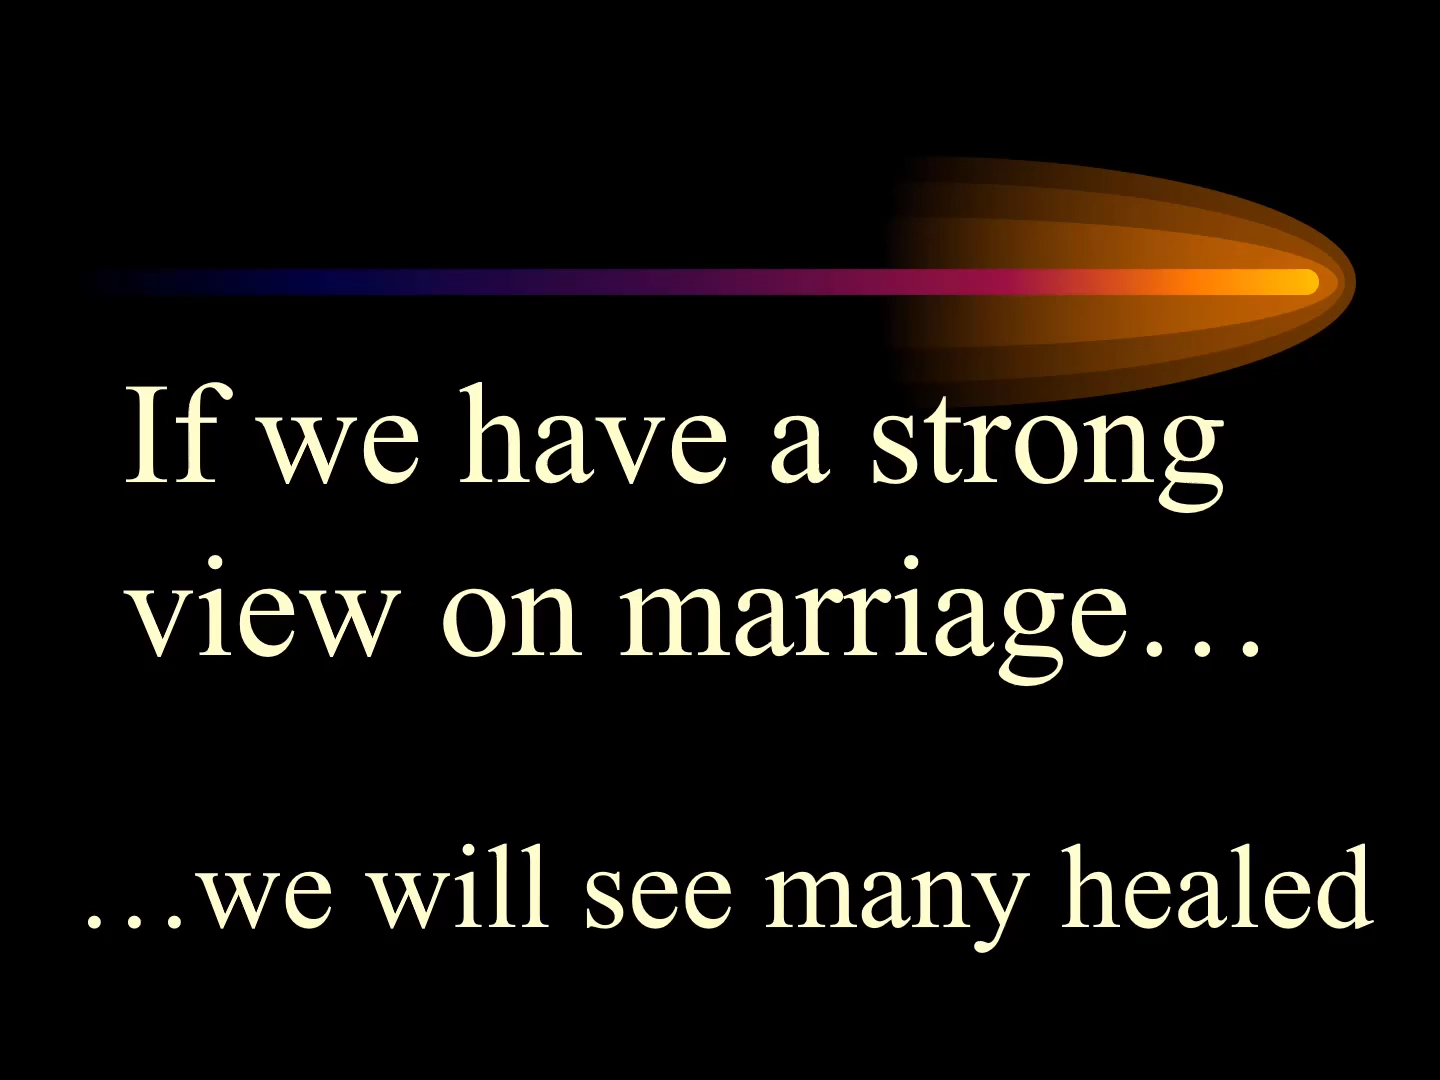 If we have a strong
view on marriage…
…we will see many healed